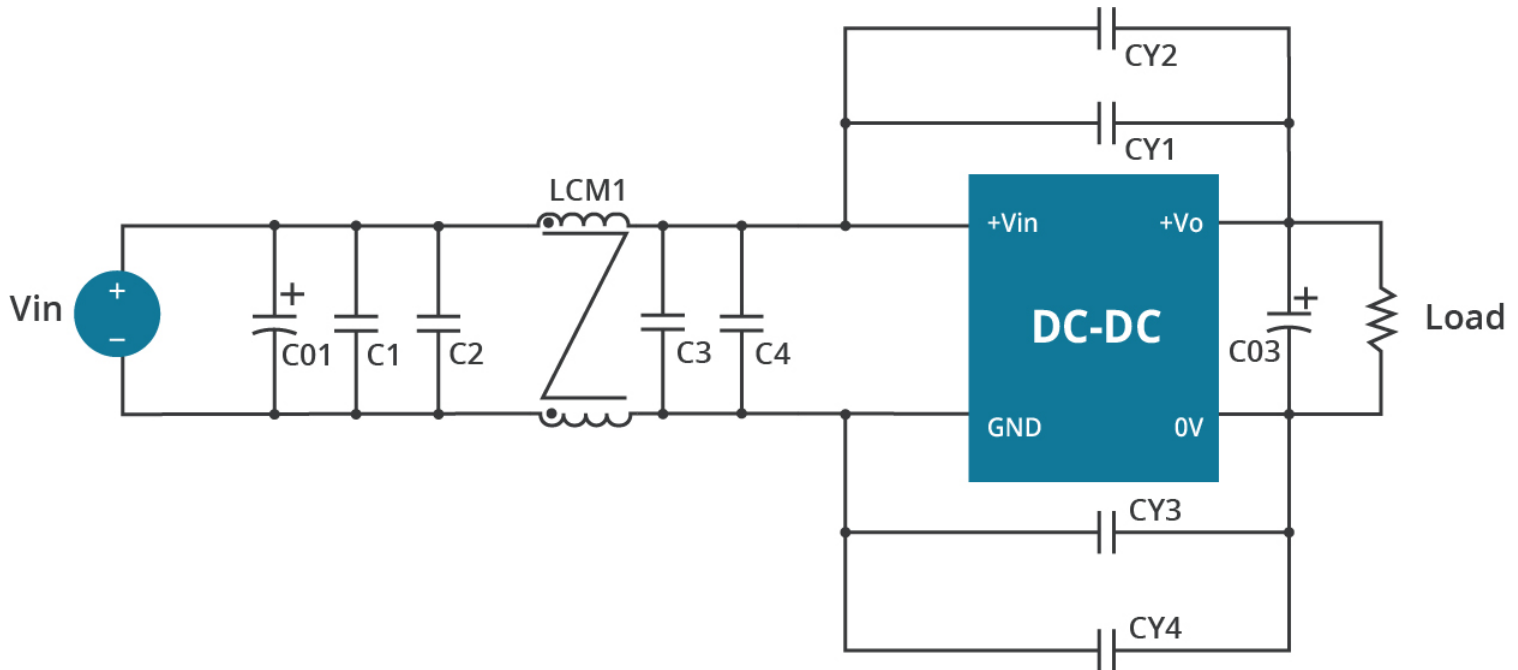 CY2
CY1
LCM1
+Vin
+Vo
Vin
+
−
+
C01
C1
C2
C3
C4
DC-DC
+
C03
Load
GND
0V
CY3
CY4